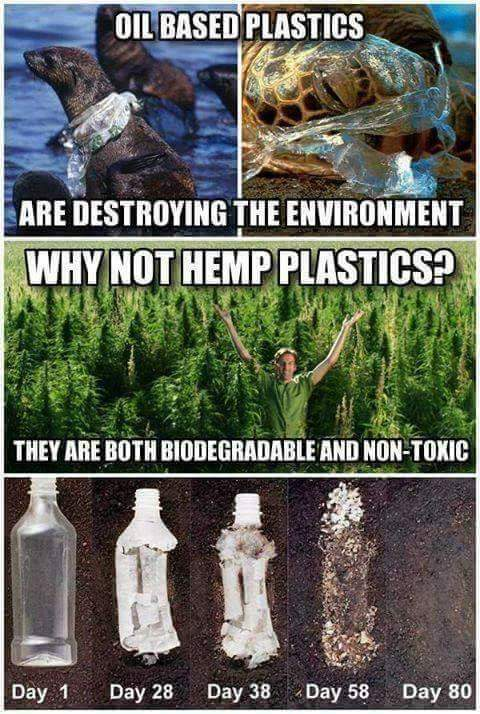 OIL BASED PLASTICS
ARE DESTROYING THE ENVIRONMENT
WHY NOT HEMP PLASTICS?
THEY ARE BOTH BIODEGRADABLE AND NON-TOXIC
Day 1 Day 28 Day 38 Day 58 Day 80